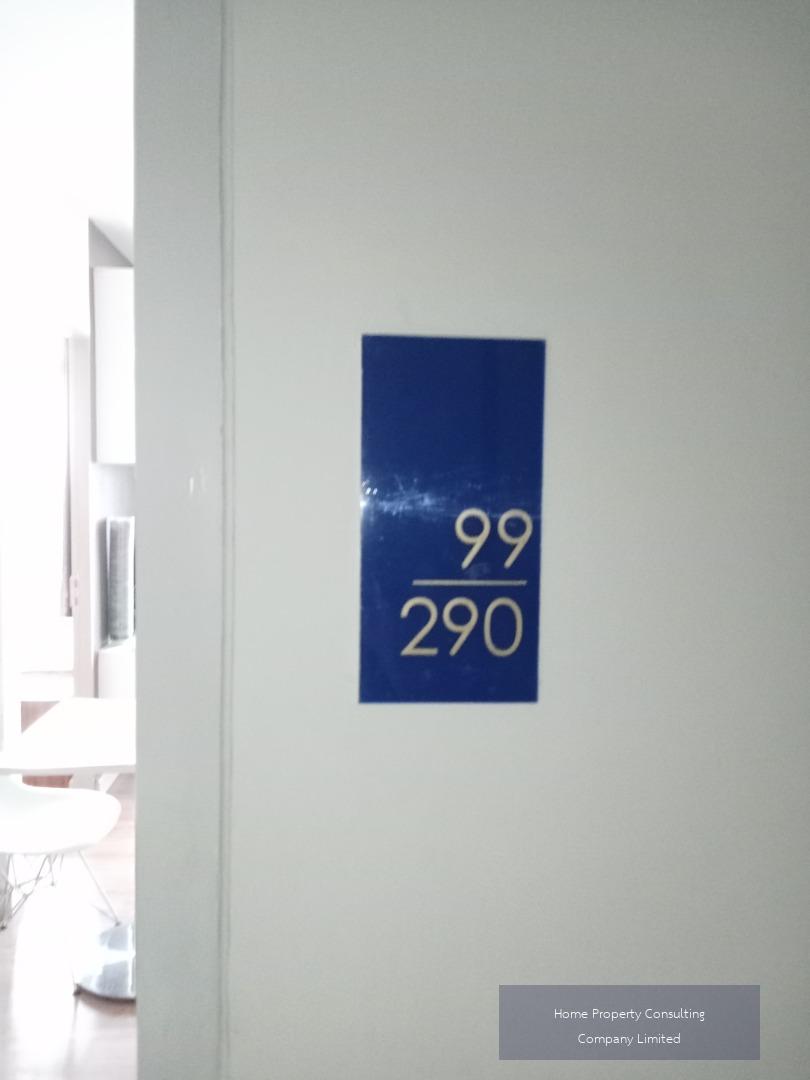 99
290
Home Property Consulting
Company Limited